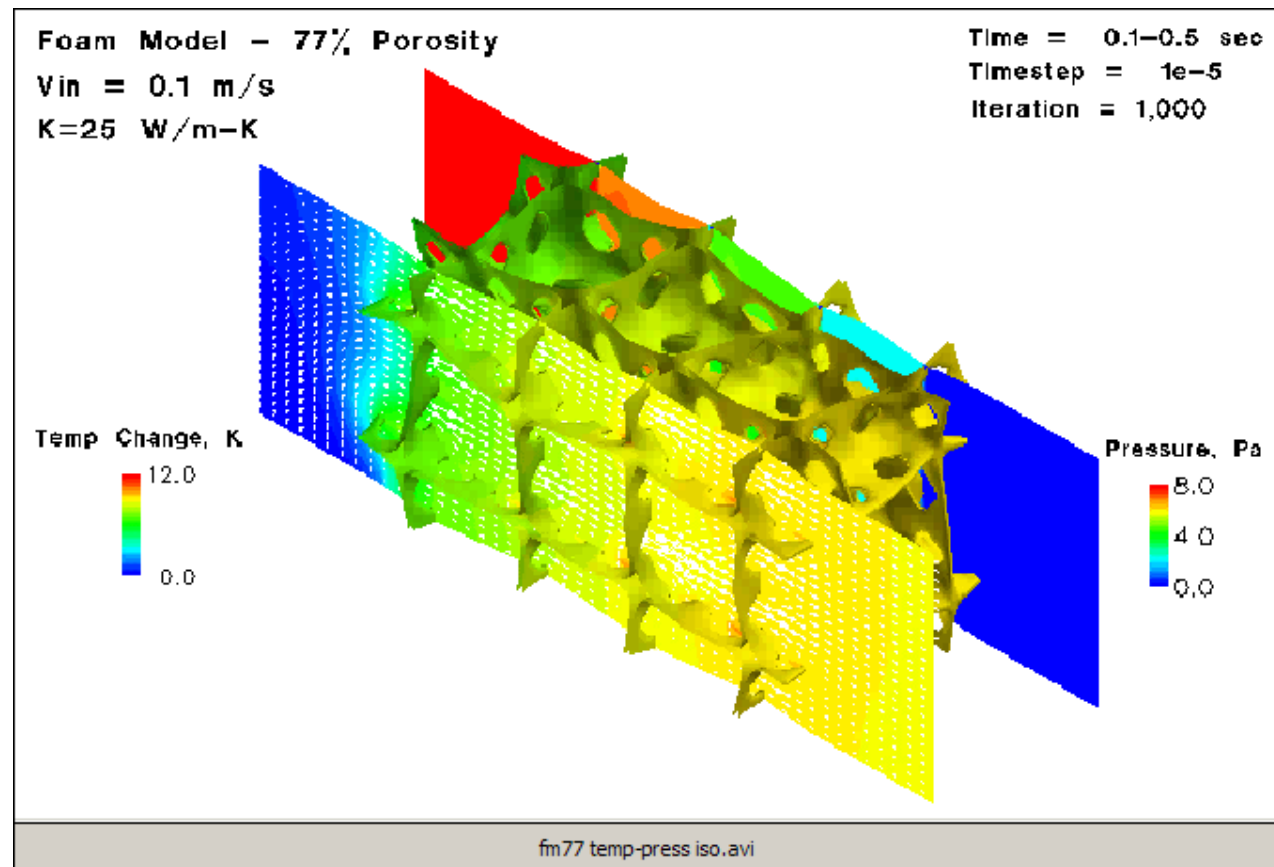 Foam Model - 77% Porosity
Vin = 0.1 m/s
K=25 W/m-K
Time = 0.1-0.5 sec
Timestep = 1e-5
Iteration = 1,000
Temp Change, K
12.0
0.0
Pressure, Pa
8.0
4.0
0.0
fm77 temp-press iso.avi